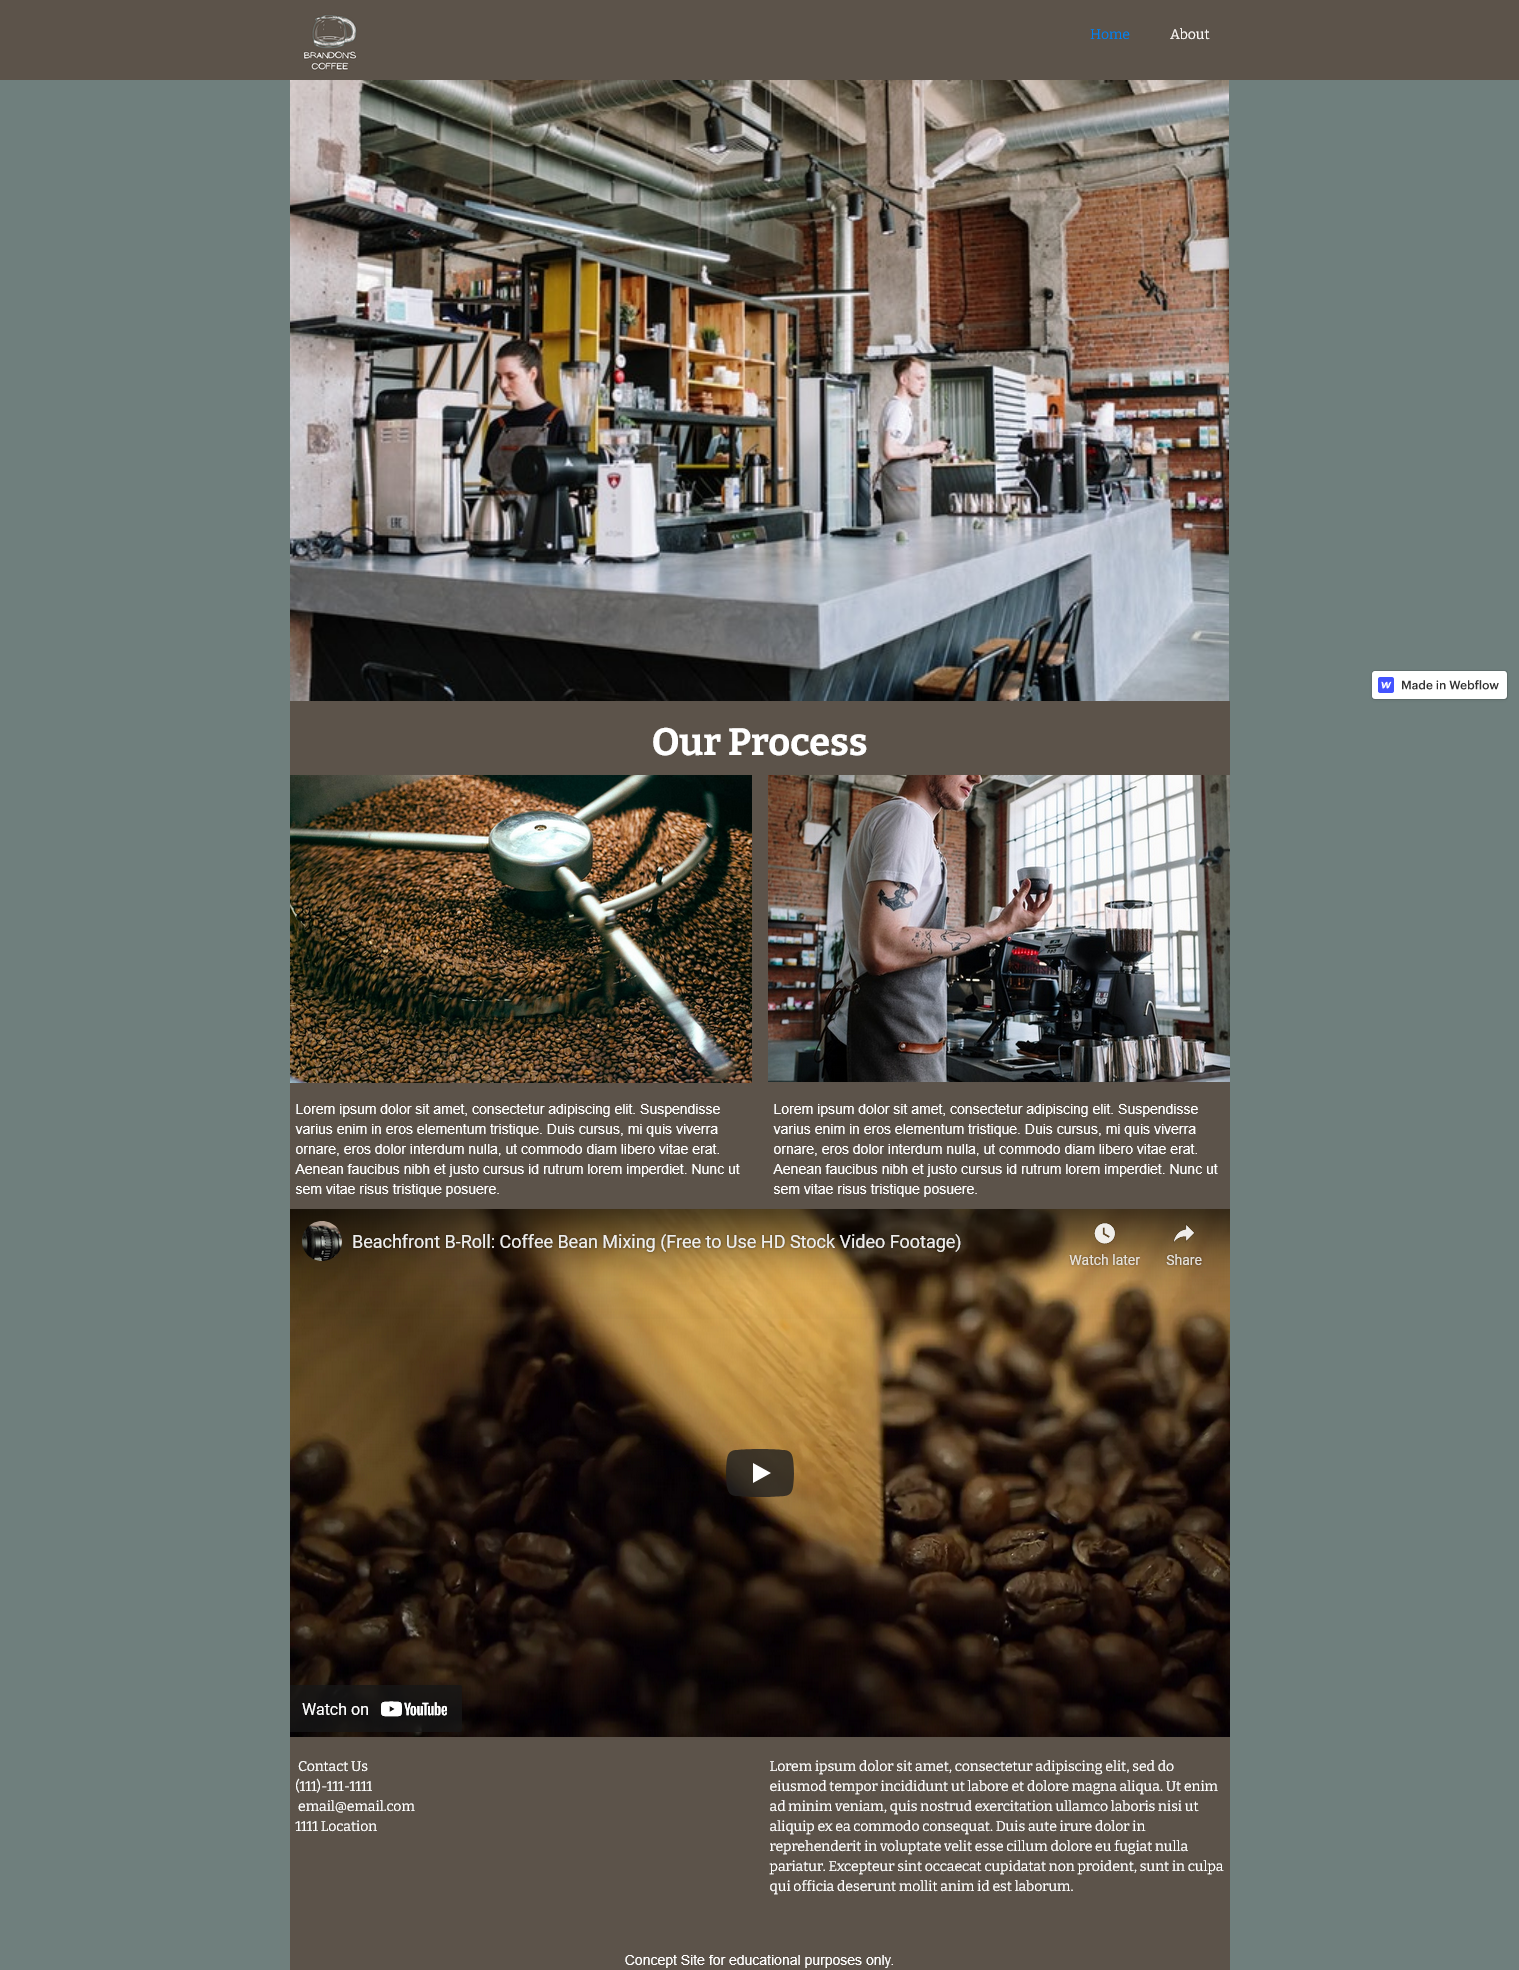 BRANDON'S
COFFEE
Home
About
EAC
Made in Webflow
Our Process
Lorem ipsum dolor sit amet, consectetur adipiscing elit. Suspendisse
varius enim in eros elementum tristique. Duis cursus, mi quis viverra
ornare, eros dolor interdum nulla, ut commodo diam libero vitae erat.
Aenean faucibus nibh et justo cursus id rutrum lorem imperdiet. Nunc ut
sem vitae risus tristique posuere.
Lorem ipsum dolor sit amet, consectetur adipiscing elit. Suspendisse
varius enim in eros elementum tristique. Duis cursus, mi quis viverra
ornare, eros dolor interdum nulla, ut commodo diam libero vitae erat.
Aenean faucibus nibh et justo cursus id rutrum lorem imperdiet. Nunc ut
sem vitae risus tristique posuere.
Beachfront B-Roll: Coffee Bean Mixing (Free to Use HD Stock Video Footage)
Watch later
Share
Watch on YouTube
Contact Us
(111)-111-1111
email@email.com
1111 Location
Lorem ipsum dolor sit amet, consectetur adipiscing elit, sed do
eiusmod tempor incididunt ut labore et dolore magna aliqua. Ut enim
ad minim veniam, quis nostrud exercitation ullamco laboris nisi ut
aliquip ex ea commodo consequat. Duis aute irure dolor in
reprehenderit in voluptate velit esse cillum dolore eu fugiat nulla
pariatur. Excepteur sint occaecat cupidatat non proident, sunt in culpa
qui officia deserunt mollit anim id est laborum.
Concept Site for educational purposes only.